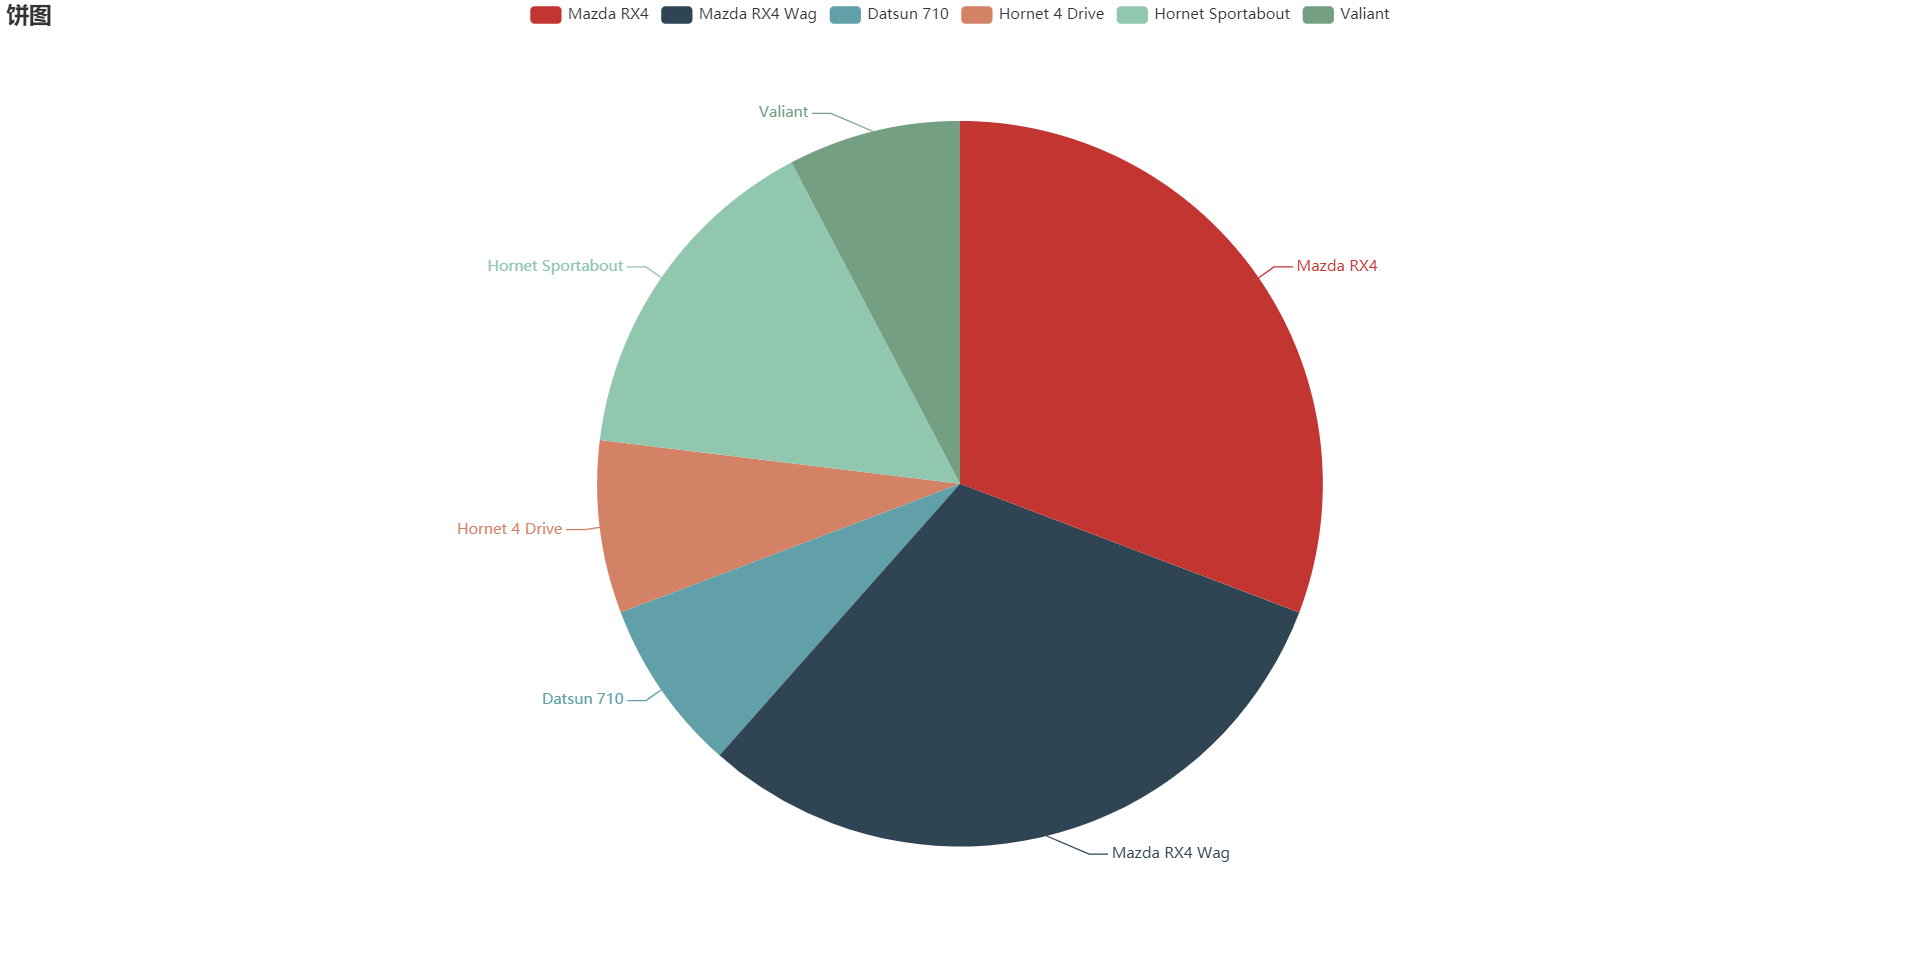 饼图
Mazda RX4
Mazda RX4 Wag
Datsun 710
Hornet 4 Drive
Hornet Sportabout
Valiant
Valiant
Hornet Sportabout
Mazda RX4
Hornet 4 Drive
Datsun 710
Mazda RX4 Wag